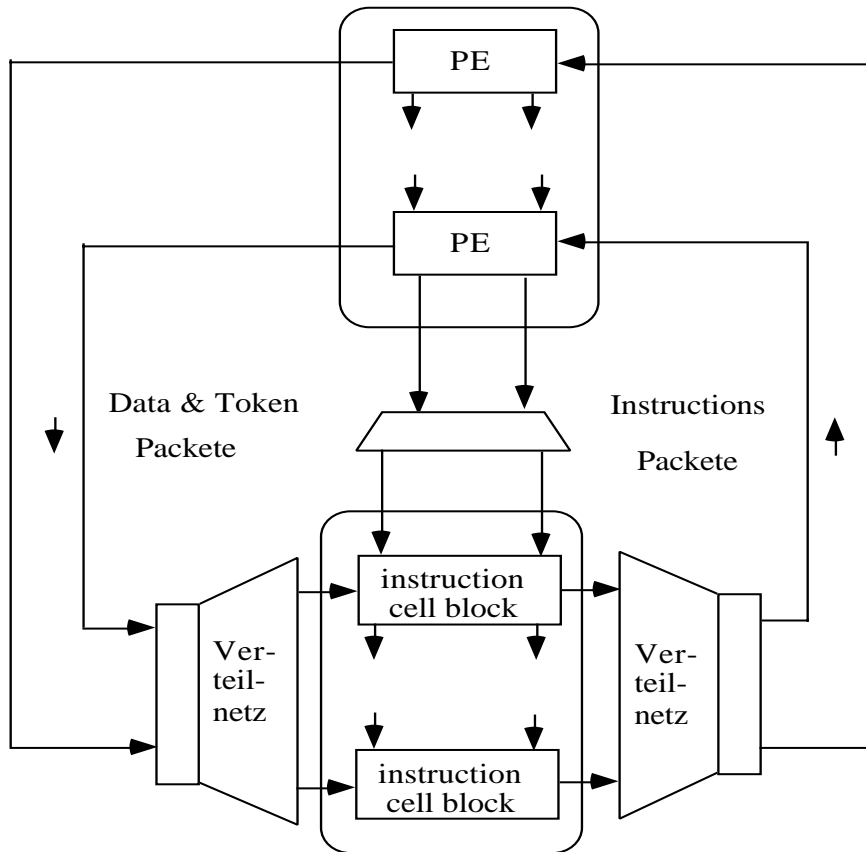 PE
PE
Data & Token
Packete
Instructions
Packete
instruction
cell block
Ver-
teil-
netz
Ver-
teil-
netz
instruction
cell block